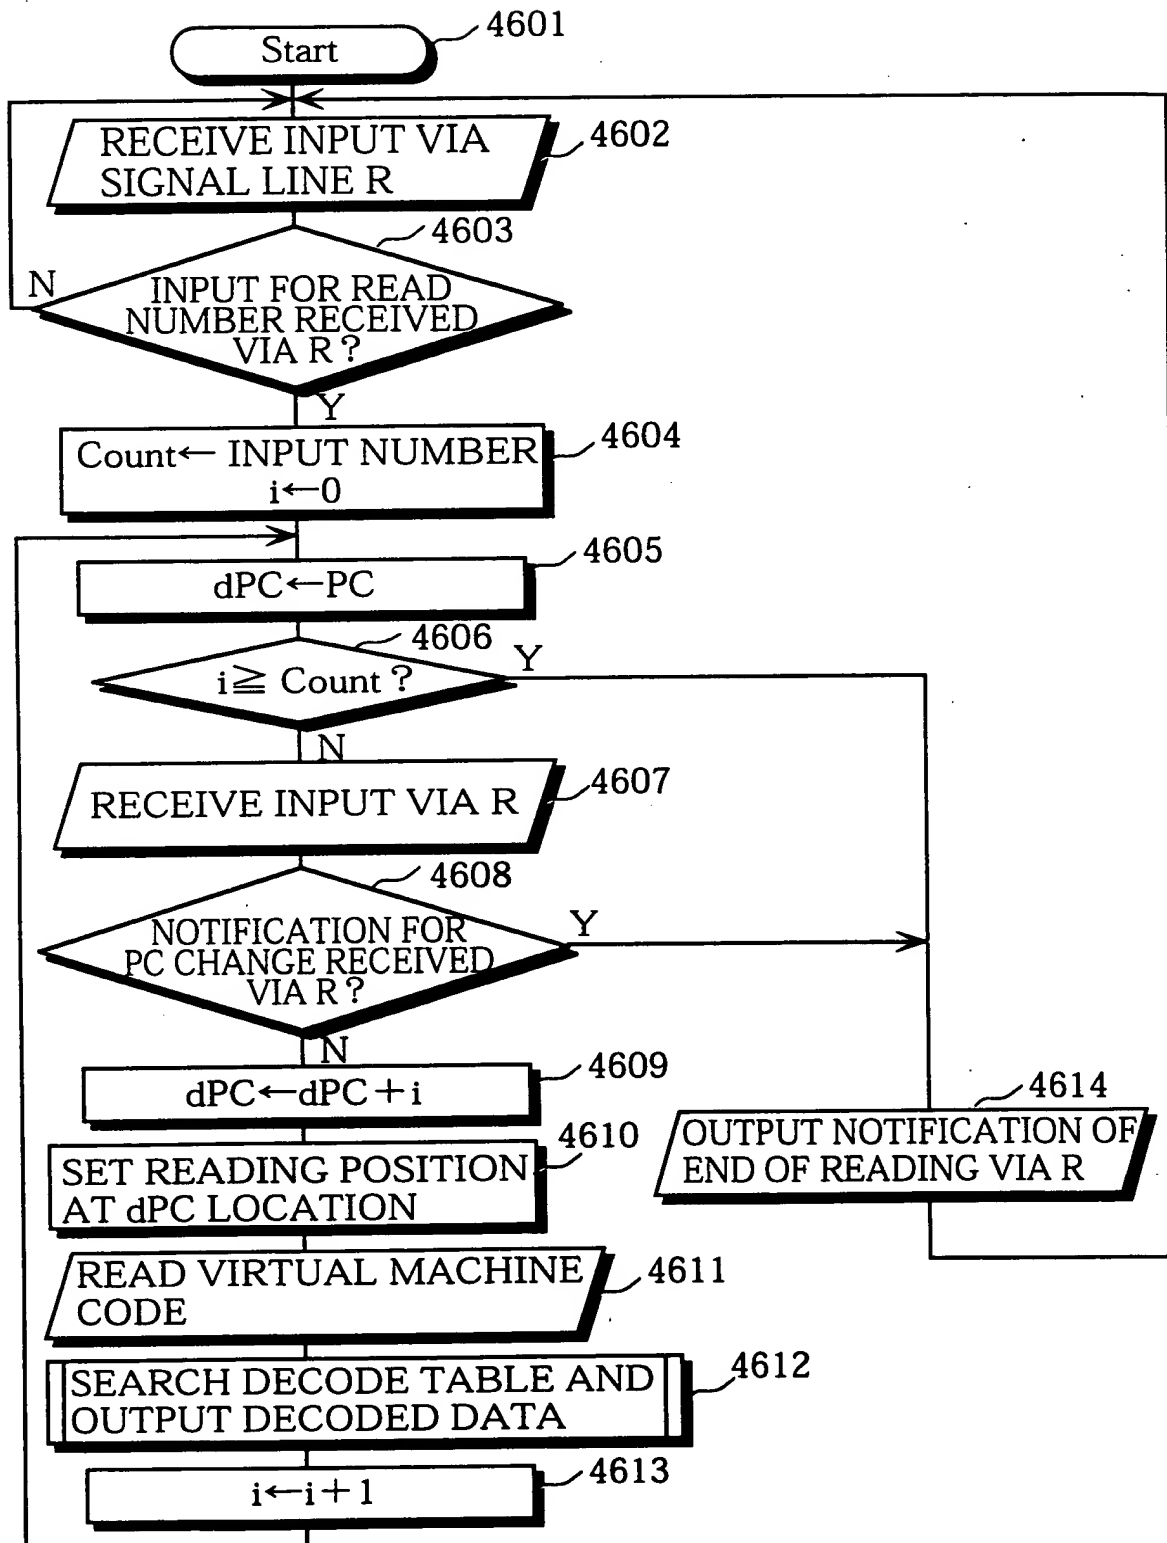 Start
4601
RECEIVE INPUT VIA
SIGNAL LINE R
4602
4603
N
INPUT FOR READ
NUMBER RECEIVED
VIA R?
Y
Count← INPUT NUMBER
i←0
4604
4605
dPC←PC
4606
i≧ Count?
Y
N
RECEIVE INPUT VIA R
4607
4608
NOTIFICATION FOR
PC CHANGE RECEIVED
VIA R?
Y
N
dPC←dPC+i
4609
4610
SET READING POSITION
AT dPC LOCATION
4614
OUTPUT NOTIFICATION OF
END OF READING VIA R
READ VIRTUAL MACHINE
CODE
4611
SEARCH DECODE TABLE AND
OUTPUT DECODED DATA
4612
i←i+1
4613